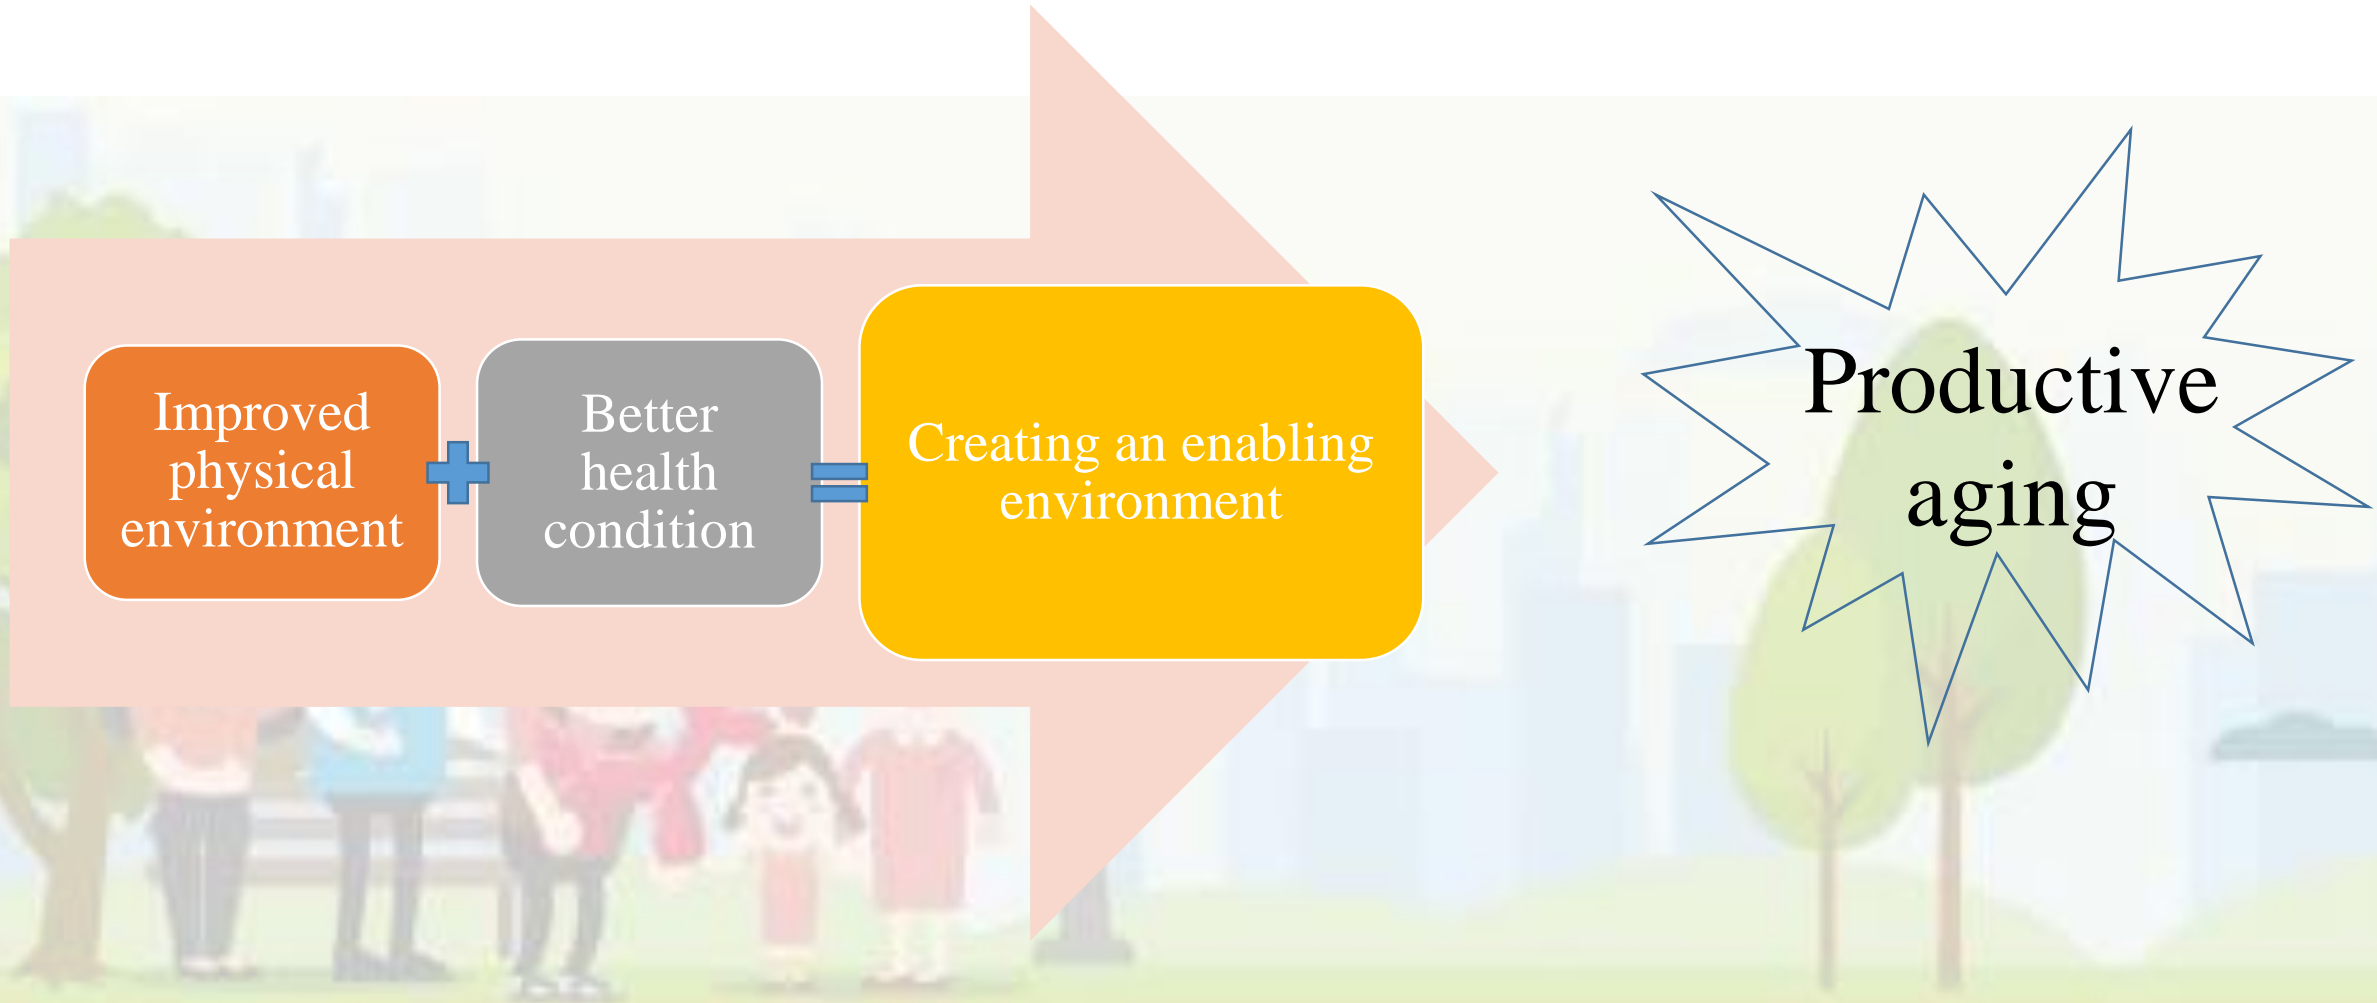 Improved
physical
environment
Better
health
condition
Creating an enabling
environment
Productive
aging